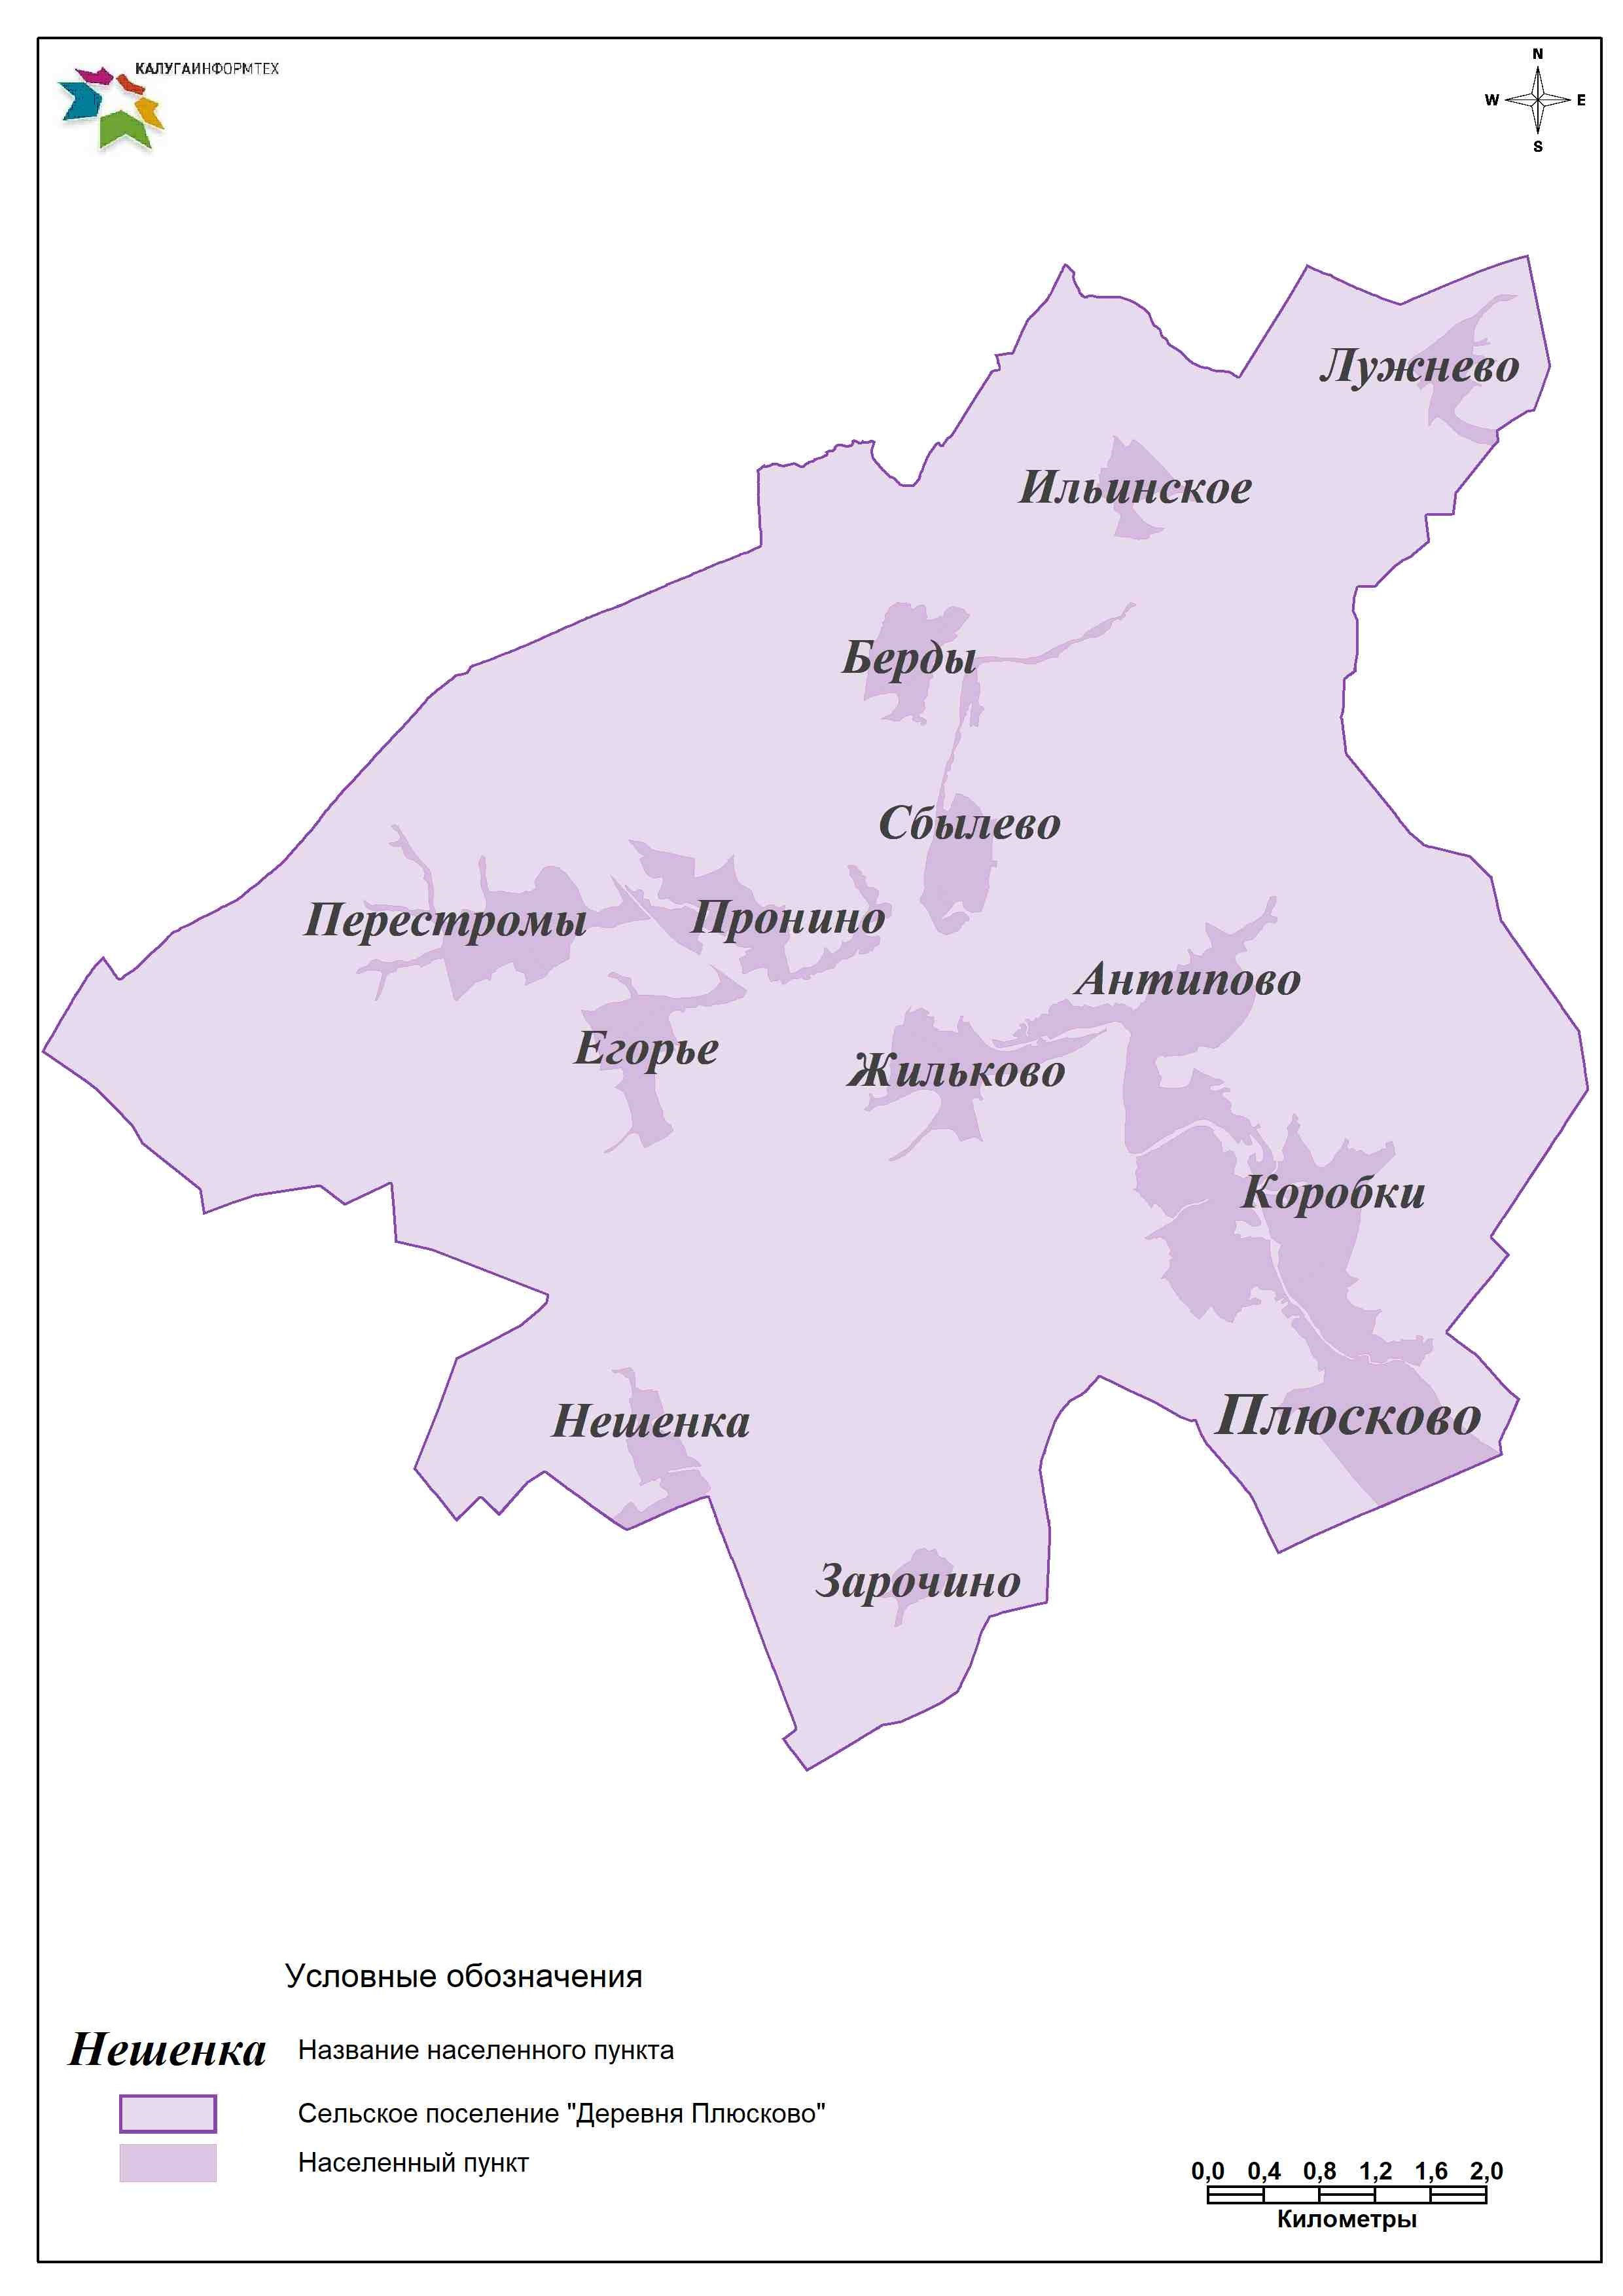 КАЛУГАИНФОРМТЕХ
N
W E
S
Лужнево
Ильинское
Берды
Сбылево
Перестромы
Пронино
Антипово
Егорье
Жильково
Коробки
Плюсково
Нешенка
Зарочино
Условные обозначения
Нешенка Название населенного пункта
Сельское поселение "Деревня Плюсково"
Населенный пункт
0,0 0,4 0,8 1,2 1,6 2,0
Километры